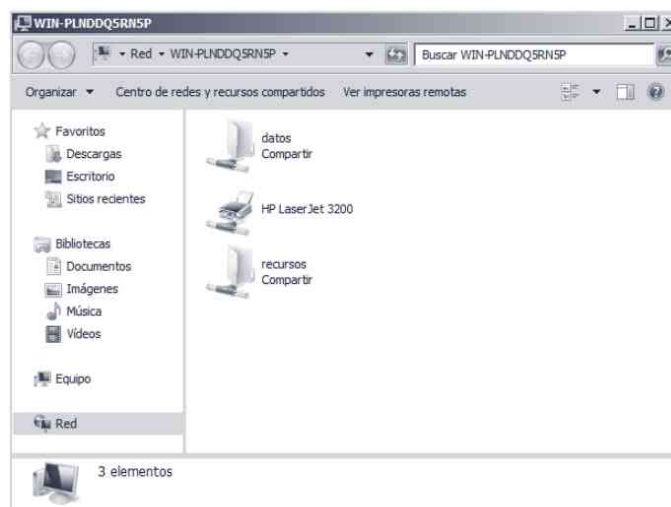 WIN-PLNDDQ5RN5P
Red WIN-PLNDDQ5RN5P
Buscar WIN-PLNDDQ5RN5P
Organizar Centro de redes y recursos compartidos Ver impresoras remotas
Favoritos
Descargas
Escritorio
Sitios recientes
Bibliotecas
Documentos
Imágenes
Música
Vídeos
Equipo
Red
datos
Compartir
HP LaserJet 3200
recursos
Compartir
3 elementos